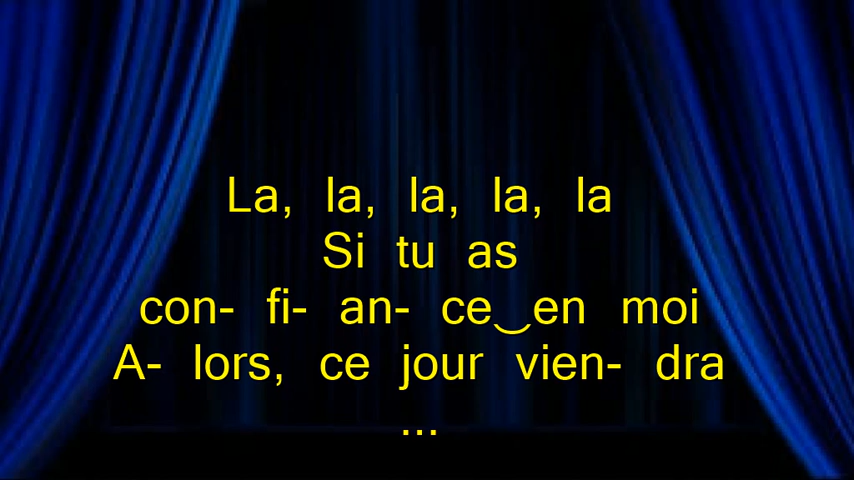 La, la, la, la, la
Si tu as
con- fi- an- ce‿en moi
A- lors, ce jour vien- dra
...